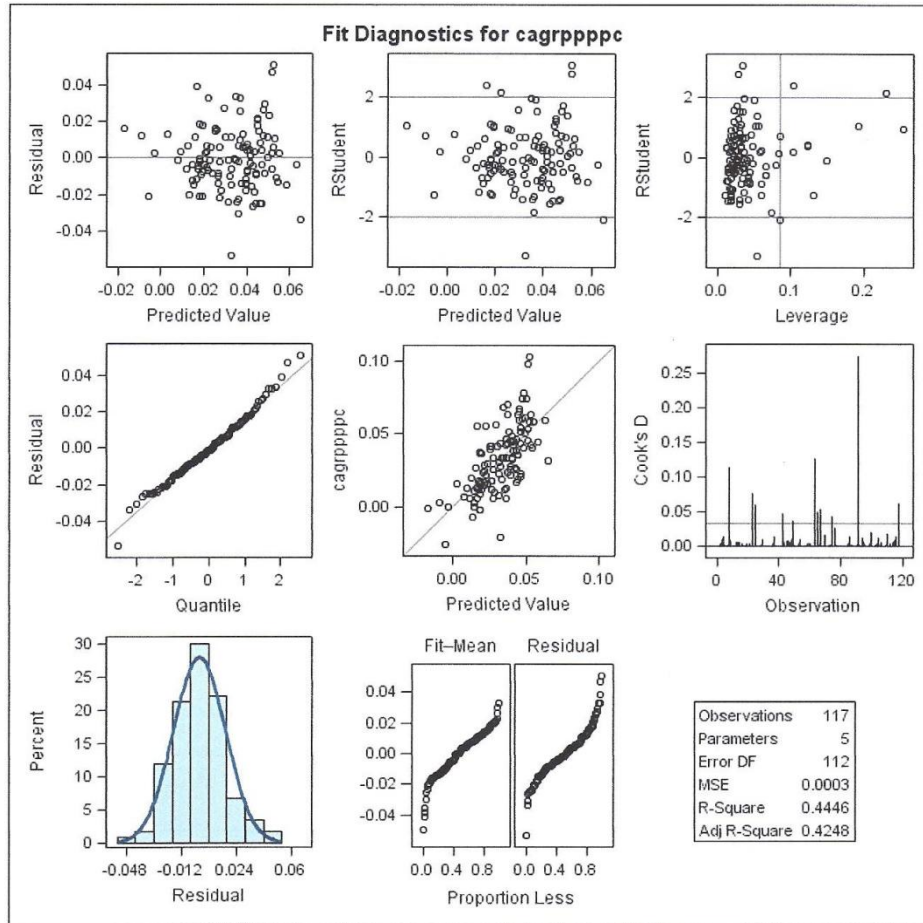 Fit Diagnostics for cagrppppc
Residual
0.04
0.02
0.00
-0.02
-0.04
-0.02 0.00 0.02 0.04 0.06
Predicted Value
RStudent
2
0
-2
-0.02 0.00 0.02 0.04 0.06
Predicted Value
RStudent
2
0
-2
0.0 0.1 0.2
Leverage
Residual
0.04
0.02
0.00
-0.02
-0.04
-2 -1 0 1 2
Quantile
cagrppppc
0.10
0.05
0.00
0.00 0.05 0.10
Predicted Value
Cook's D
0.25
0.20
0.15
0.10
0.05
0.00
0 40 80 120
Observation
Percent
30
25
20
15
10
5
0
-0.048 -0.012 0.024 0.06
Residual
Fit–Mean Residual
0.04
0.02
0.00
-0.02
-0.04
0.0 0.4 0.8 0.0 0.4 0.8
Proportion Less
Observations 117
Parameters 5
Error DF 112
MSE 0.0003
R-Square 0.4446
Adj R-Square 0.4248